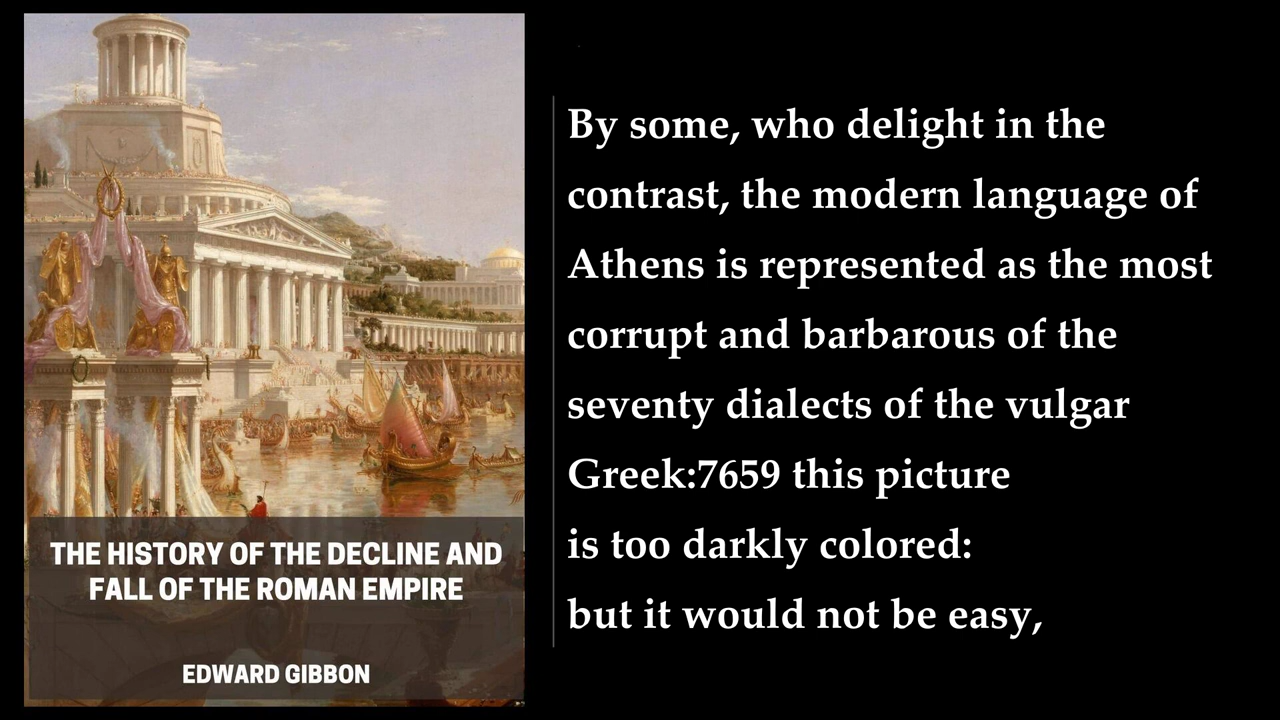 THE HISTORY OF THE DECLINE AND
FALL OF THE ROMAN EMPIRE
EDWARD GIBBON
By some, who delight in the
contrast, the modern language of
Athens is represented as the most
corrupt and barbarous of the
seventy dialects of the vulgar
Greek:7659 this picture
is too darkly colored:
but it would not be easy,